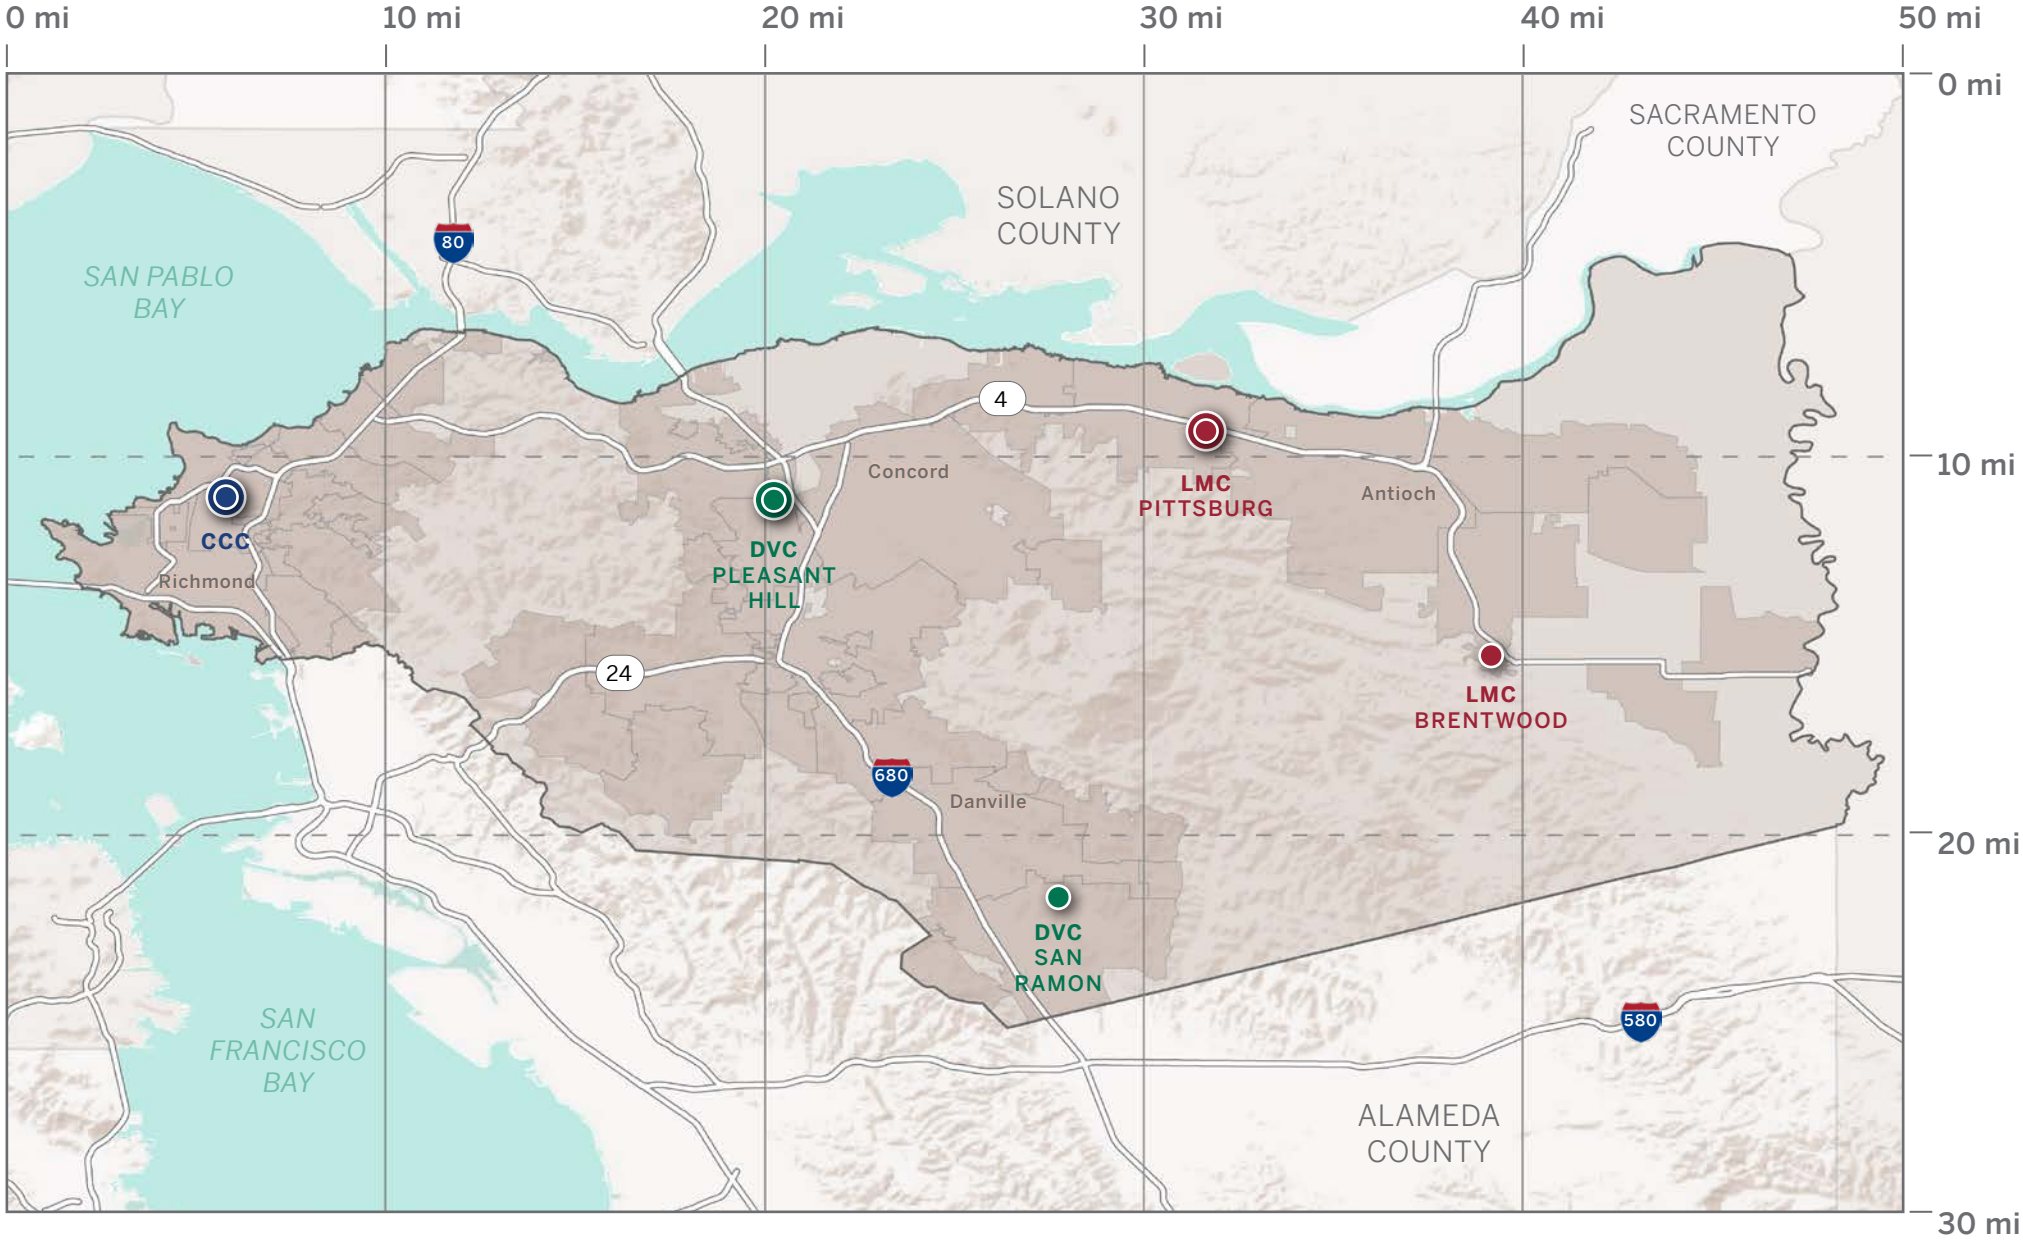 0 mi
10 mi
20 mi
30 mi
40 mi
50 mi
0 mi
SACRAMENTO
COUNTY
SOLANO
COUNTY
80
SAN PABLO
BAY
4
10 mi
Concord
LMC
PITTSBURG
Antioch
CCC
DVC
PLEASANT
HILL
Richmond
24
LMC
BRENTWOOD
680
Danville
20 mi
DVC
SAN
RAMON
SAN
FRANCISCO
BAY
580
ALAMEDA
COUNTY
30 mi